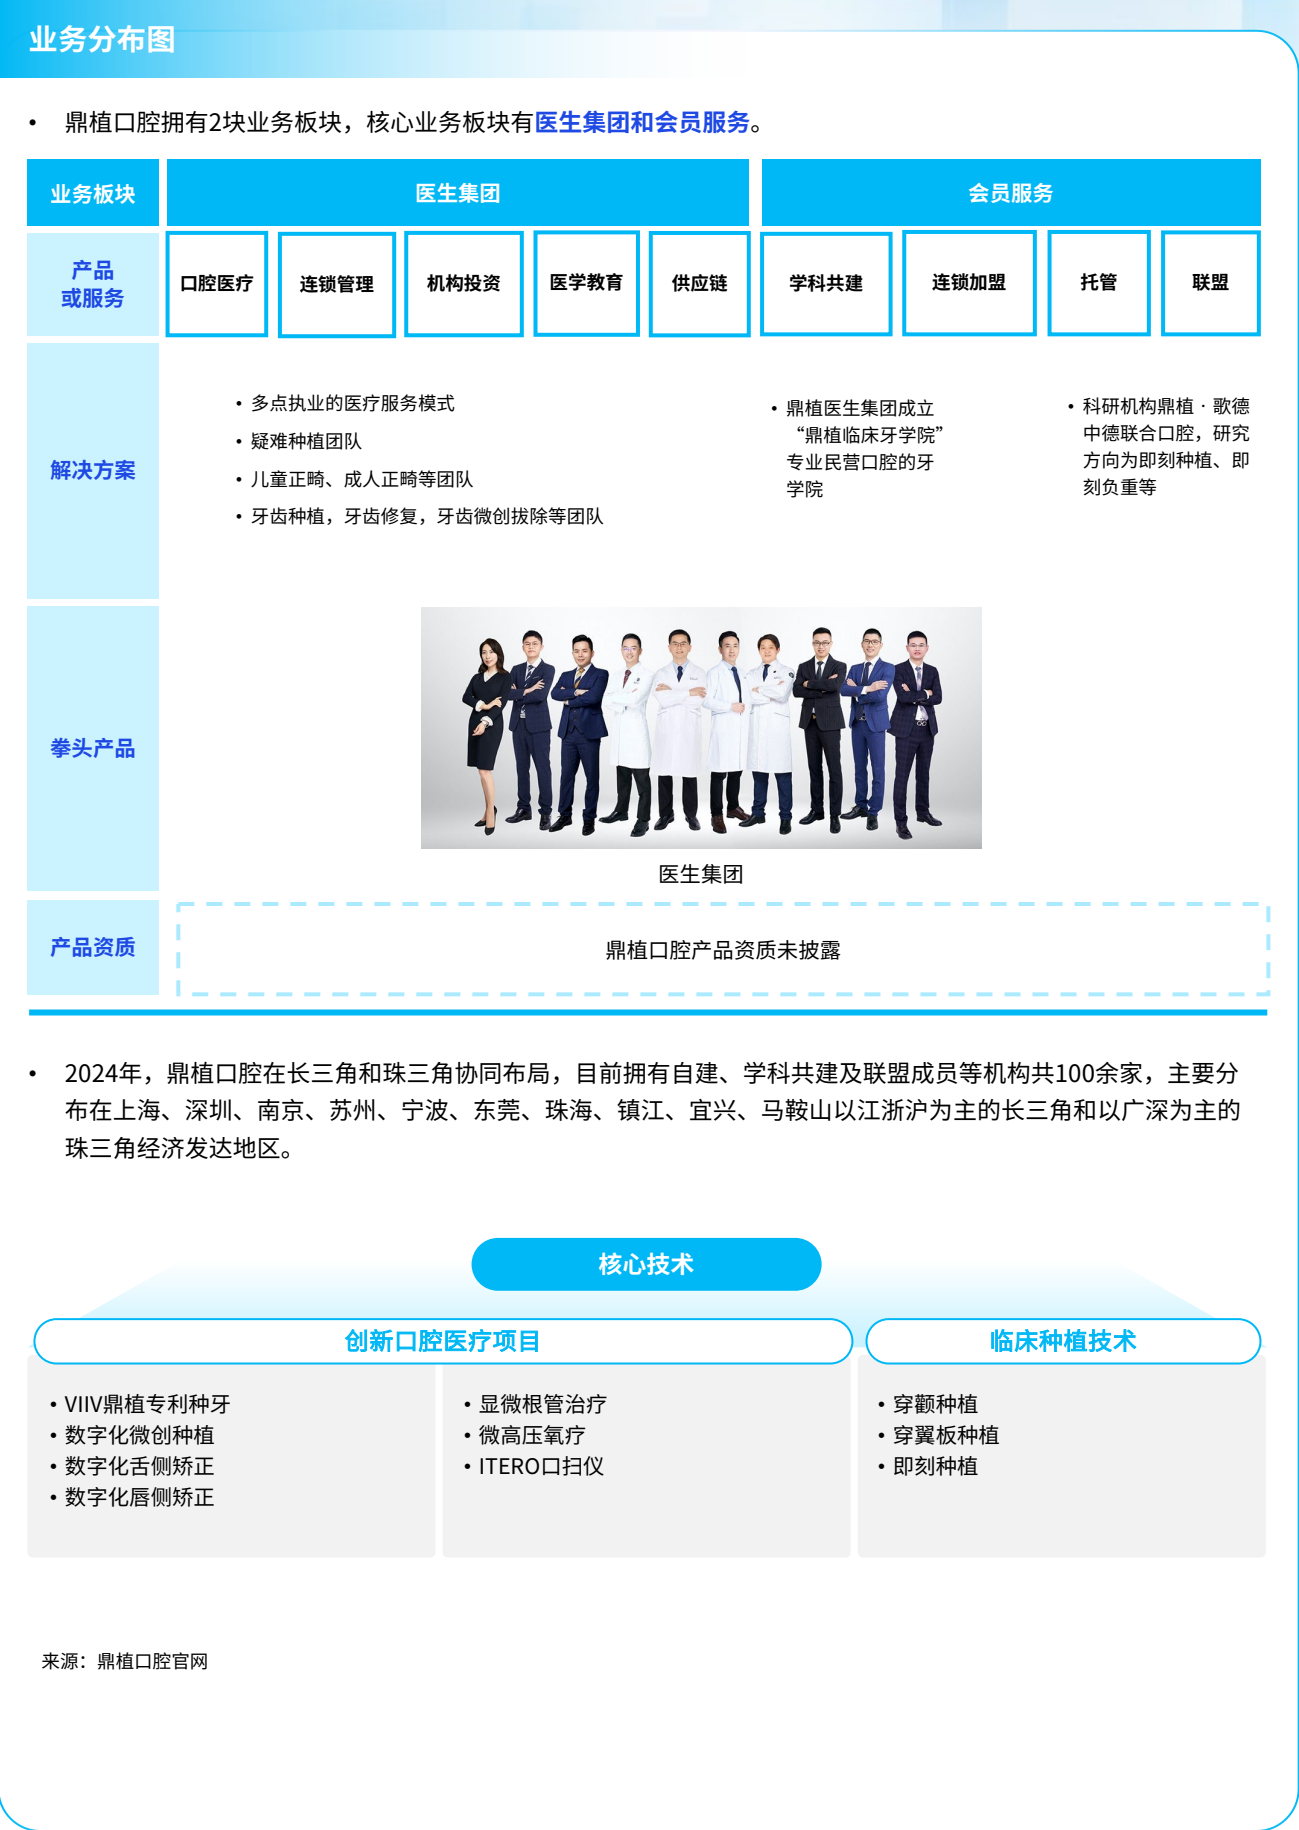 业务分布图
• 鼎植口腔拥有2块业务板块，核心业务板块有医生集团和会员服务。
业务板块
医生集团
会员服务
产品
或服务
口腔医疗
连锁管理
机构投资
医学教育
供应链
学科共建
连锁加盟
托管
联盟
解决方案
• 多点执业的医疗服务模式
• 疑难种植团队
• 儿童正畸、成人正畸等团队
• 牙齿种植，牙齿修复，牙齿微创拔除等团队
• 鼎植医生集团成立
“鼎植临床牙学院”
专业民营口腔的牙
学院
• 科研机构鼎植 · 歌德
中德联合口腔，研究
方向为即刻种植、即
刻负重等
拳头产品
医生集团
产品资质
鼎植口腔产品资质未披露
• 2024年，鼎植口腔在长三角和珠三角协同布局，目前拥有自建、学科共建及联盟成员等机构共100余家，主要分
布在上海、深圳、南京、苏州、宁波、东莞、珠海、镇江、宜兴、马鞍山以江浙沪为主的长三角和以广深为主的
珠三角经济发达地区。
核心技术
创新口腔医疗项目
临床种植技术
• VIIV鼎植专利种牙
• 数字化微创种植
• 数字化舌侧矫正
• 数字化唇侧矫正
• 显微根管治疗
• 微高压氧疗
• ITERO口扫仪
• 穿颧种植
• 穿翼板种植
• 即刻种植
来源：鼎植口腔官网